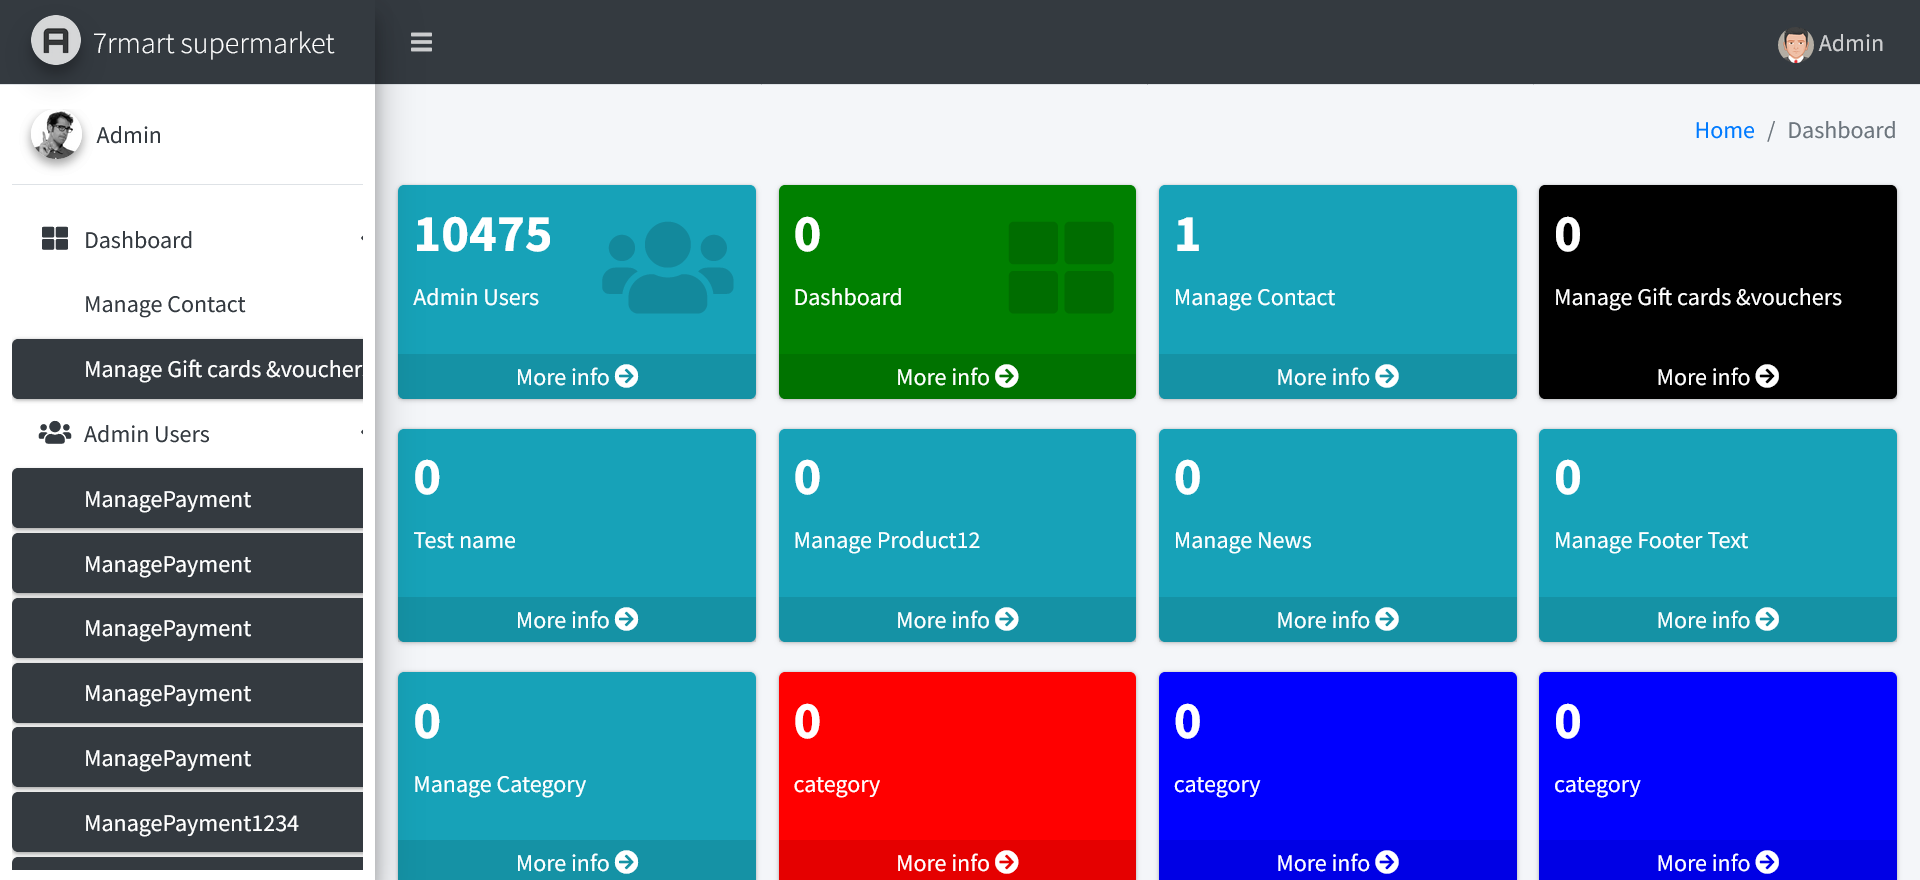 7rmart supermarket
Admin
Admin
Home / Dashboard
Dashboard
Manage Contact
Manage Gift cards &voucher
Admin Users
ManagePayment
ManagePayment
ManagePayment
ManagePayment
ManagePayment
ManagePayment1234
10475
Admin Users
More info
0
Dashboard
More info
1
Manage Contact
More info
0
Manage Gift cards &vouchers
More info
0
Test name
More info
0
Manage Product12
More info
0
Manage News
More info
0
Manage Footer Text
More info
0
Manage Category
More info
0
category
More info
0
category
More info
0
category
More info